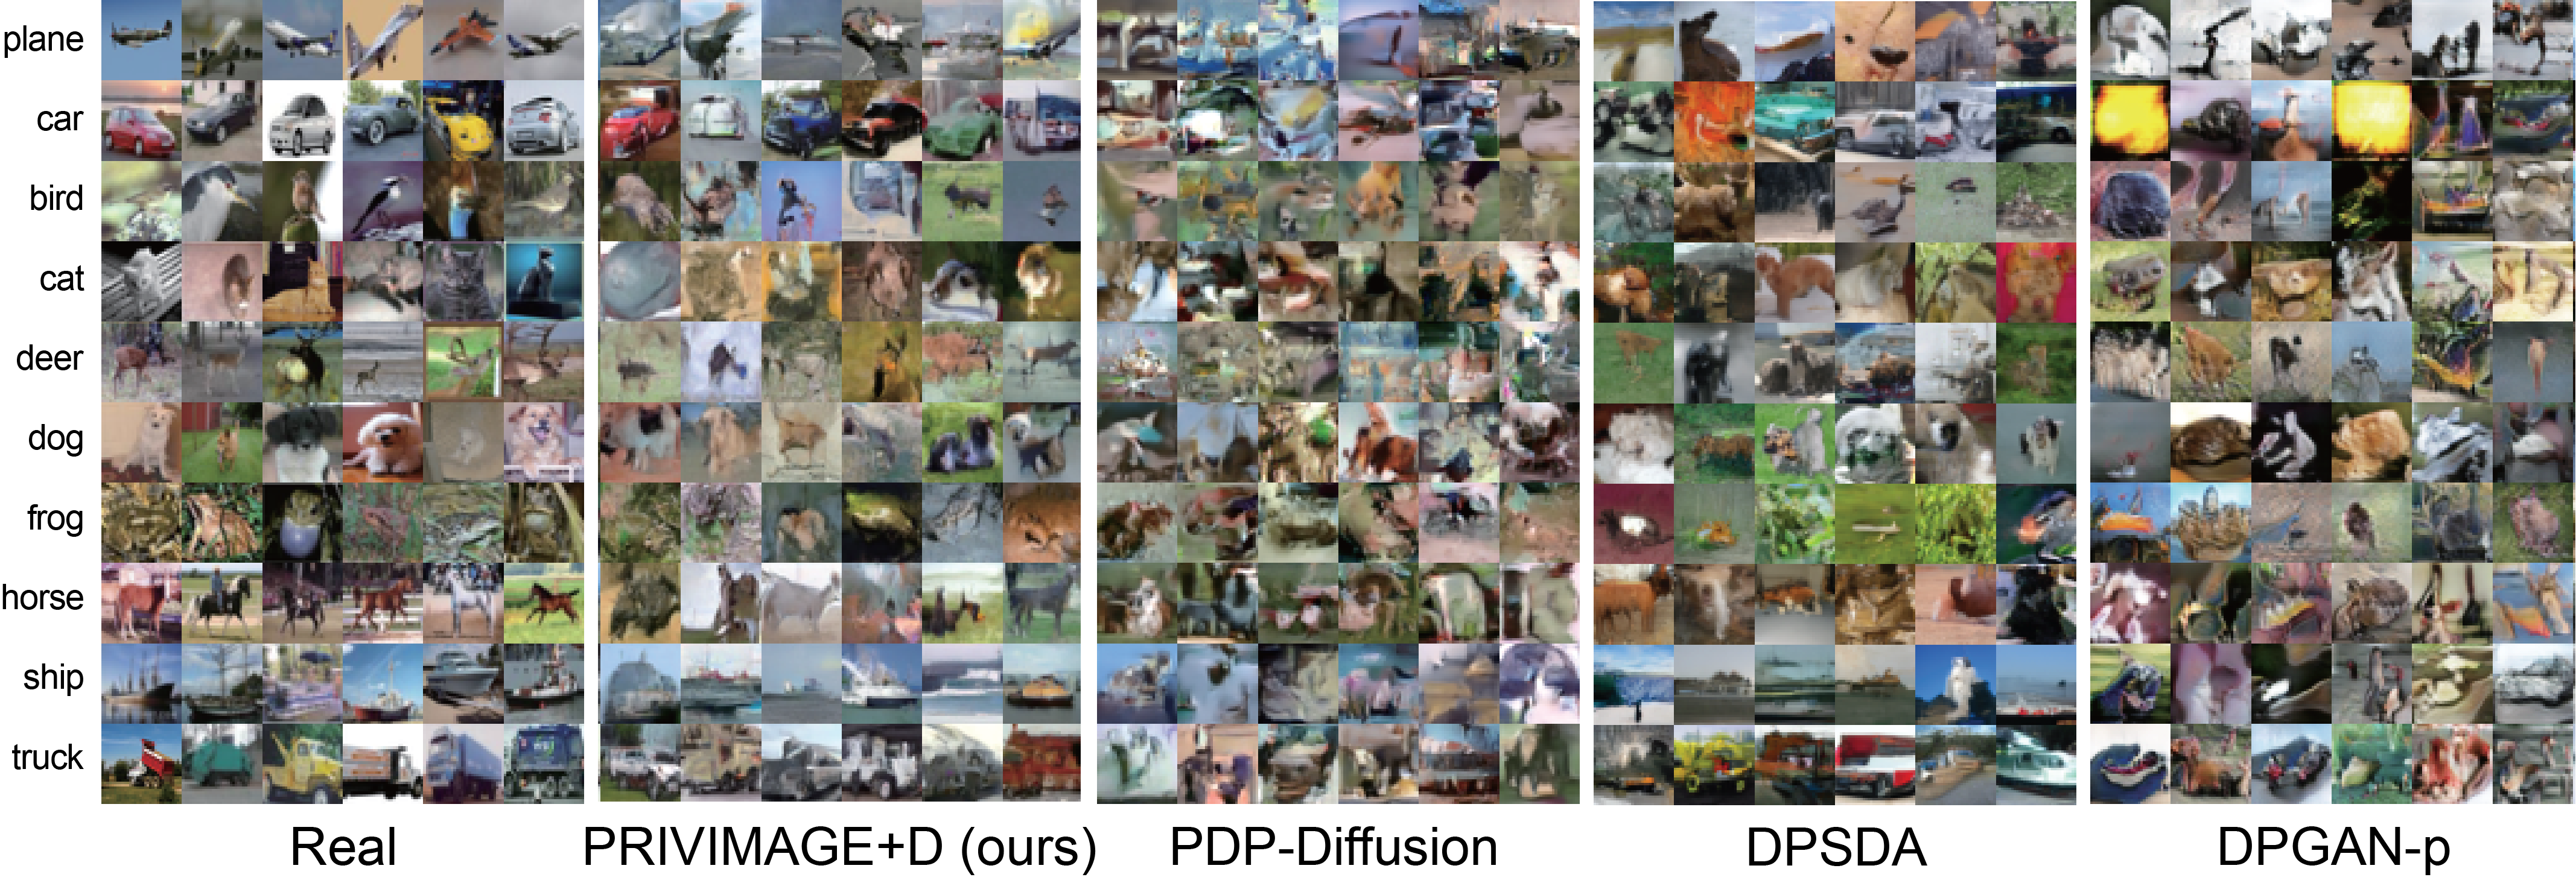 plane
car
bird
cat
deer
dog
frog
horse
ship
truck
Real PRIVIMAGE+D (ours) PDP-Diffusion DPSDA DPGAN-p